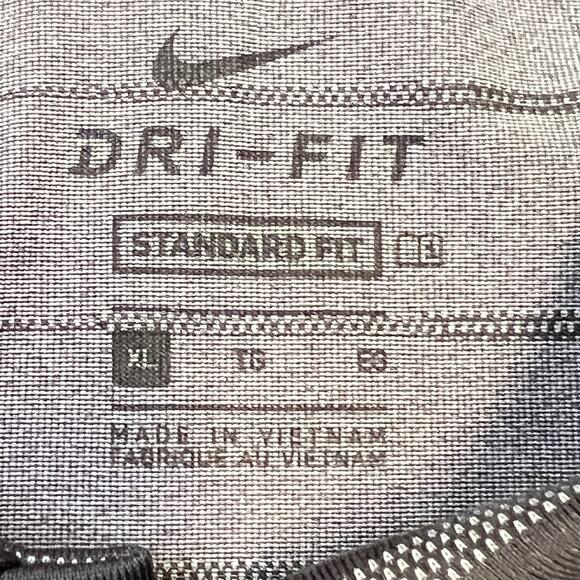 DRI-FIT
STANDARD FIT
XL TG EG
MADE IN VIETNAM
FABRIQUE AU VIETNAM